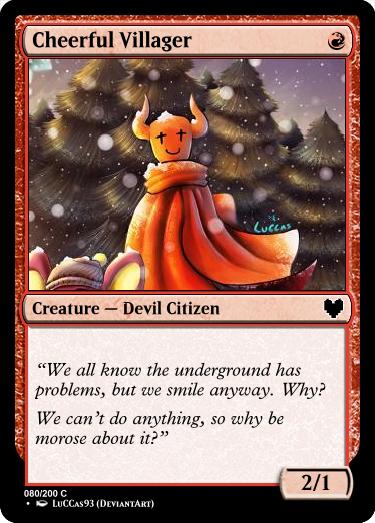 Cheerful Villager
LUCCAS
Creature — Devil Citizen
“We all know the underground has
problems, but we smile anyway. Why?
We can’t do anything, so why be
morose about it?”
2/1
080/200 C
• LuCCas93 (DeviantArt)